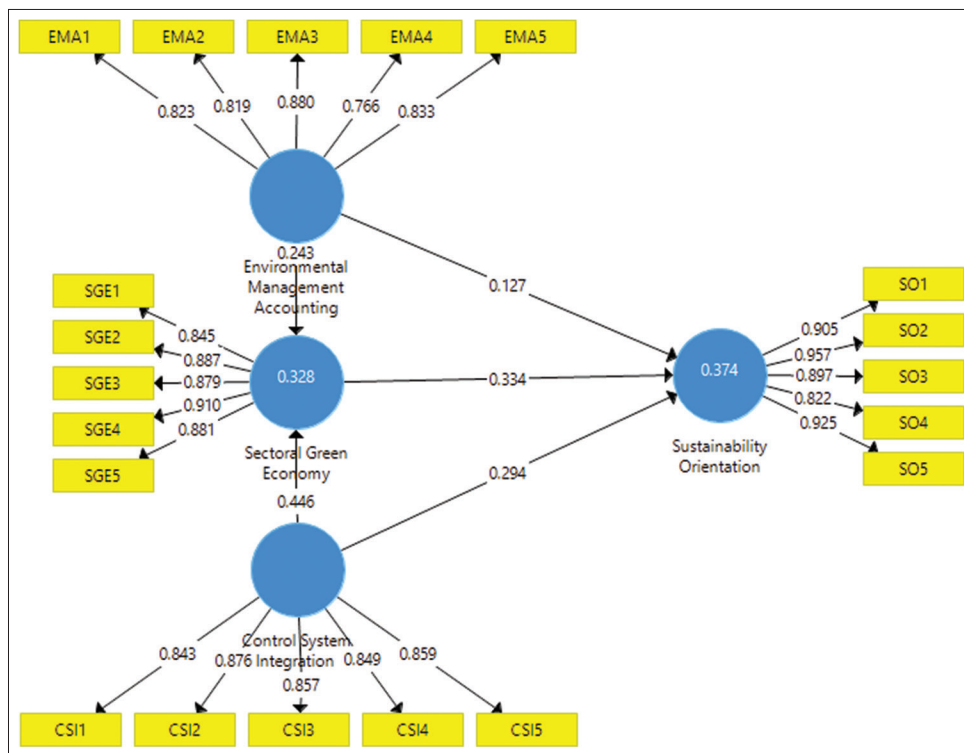 EMA1 EMA2 EMA3 EMA4 EMA5
0.823 0.819 0.880 0.766 0.833
0.243
Environmental
Management
Accounting
0.127
SGE1
SGE2
SGE3
SGE4
SGE5
0.845
0.887
0.879
0.910
0.881
0.328
Sectoral Green
Economy
0.334
0.446
0.294
0.374
Sustainability
Orientation
0.905
0.957
0.897
0.822
0.925
SO1
SO2
SO3
SO4
SO5
Control System
Integration
0.843 0.876 0.857 0.849 0.859
CSI1 CSI2 CSI3 CSI4 CSI5